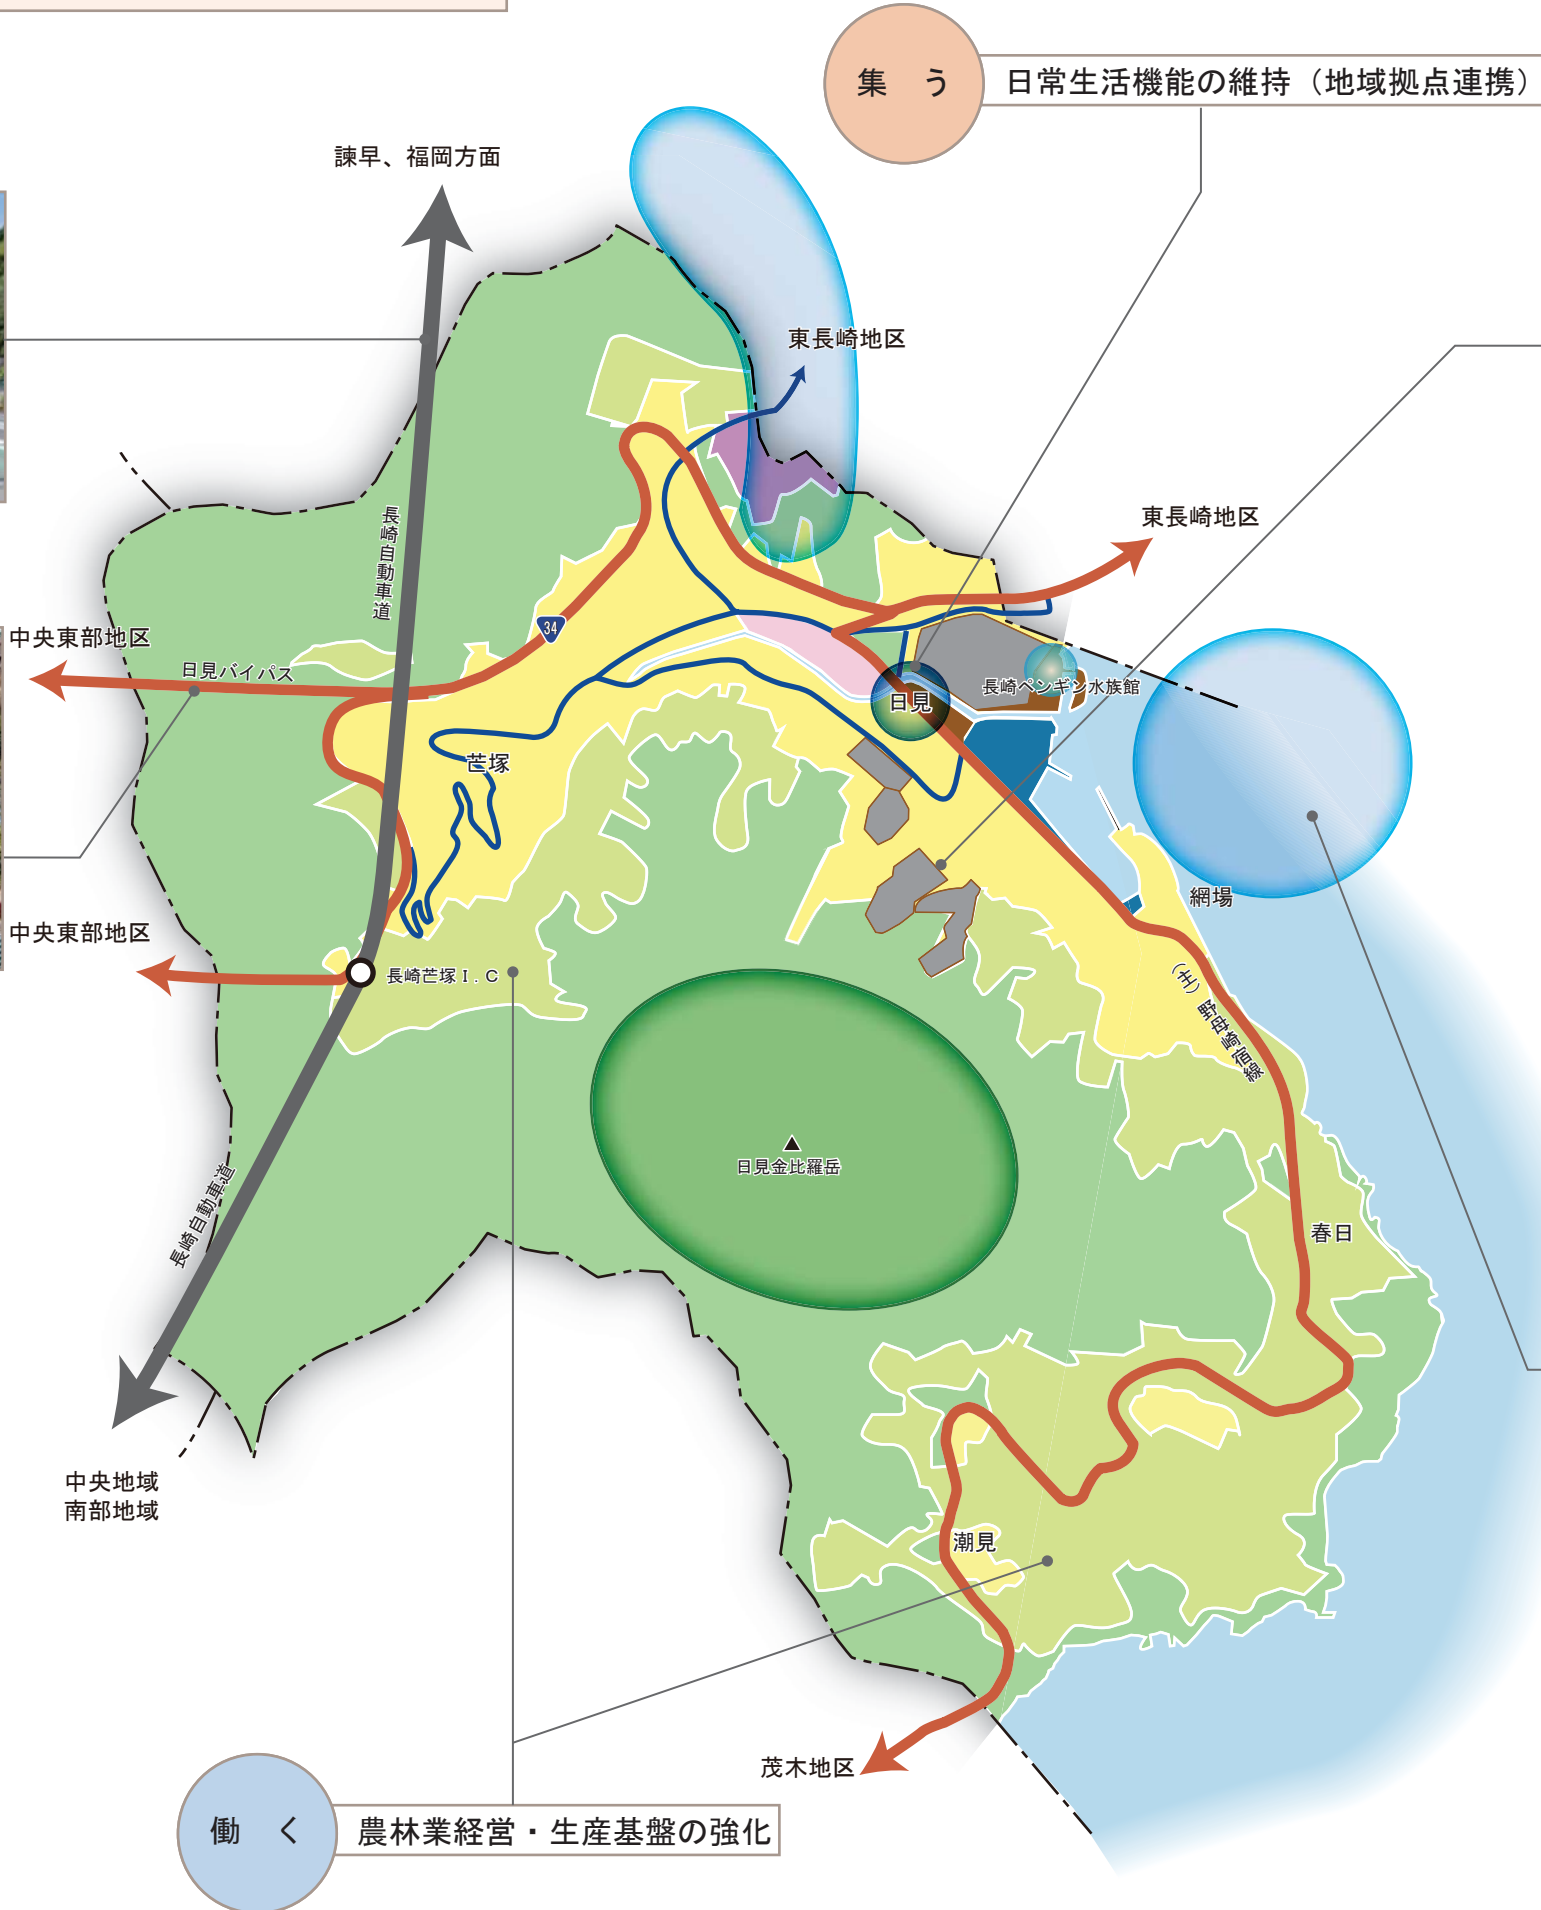 集　う
日常生活機能の維持（地域拠点連携）
諫早、福岡方面
東長崎地区
東長崎地区
長崎自動車道
34
中央東部地区
日見バイパス
長崎ペンギン水族館
日見
芒塚
網場
中央東部地区
長崎芒塚Ｉ．Ｃ
（主）野母崎宿線
日見金比羅岳
長崎自動車道
春日
中央地域
南部地域
潮見
茂木地区
働　く
農林業経営・生産基盤の強化